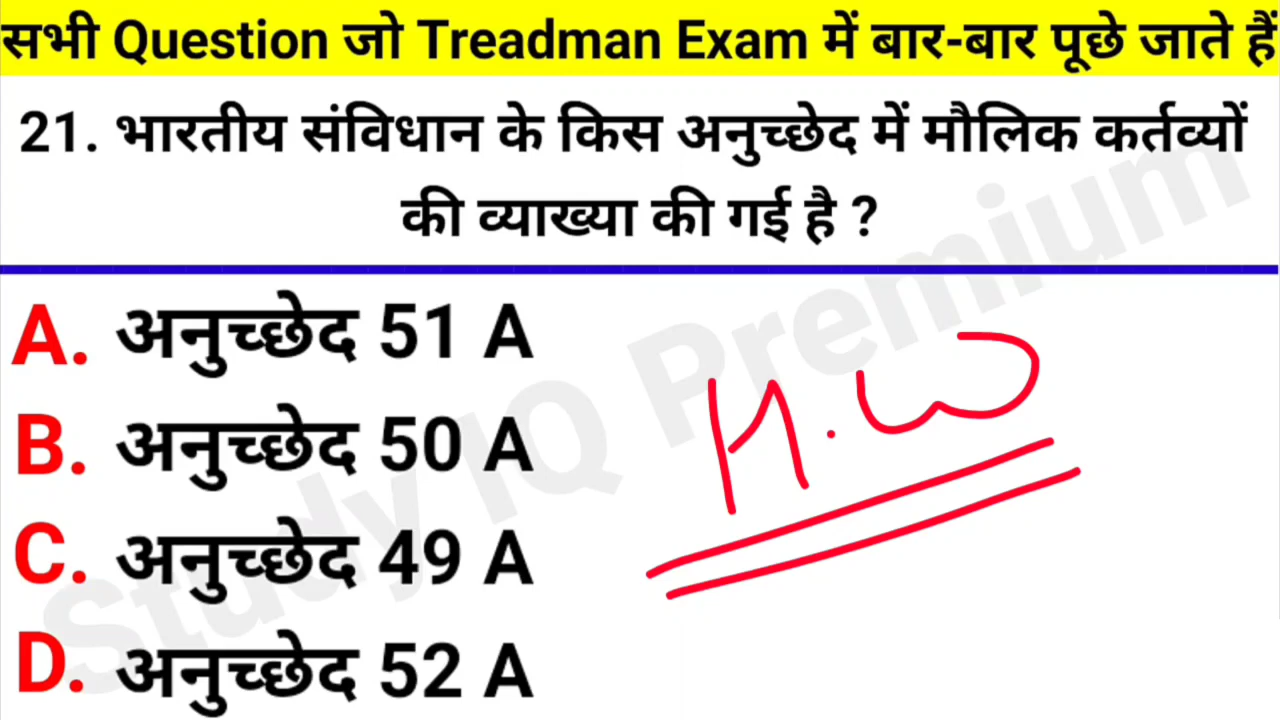 सभी Question जो Treadman Exam में बार-बार पूछे जाते हैं
21. भारतीय संविधान के किस अनुच्छेद में मौलिक कर्तव्यों
की व्याख्या की गई है ?
A. अनुच्छेद 51 A
B. अनुच्छेद 50 A
C. अनुच्छेद 49 A
D. अनुच्छेद 52 A
H.W
Study IQ Premium